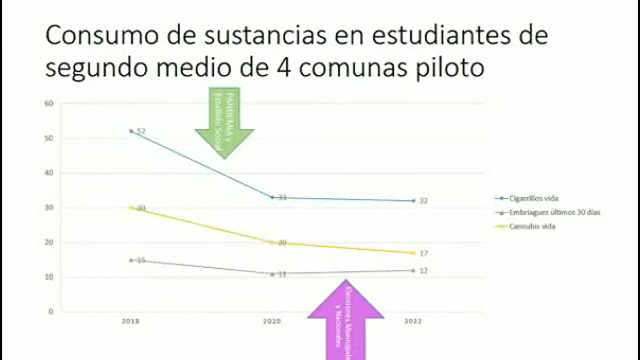 Consumo de sustancias en estudiantes de
segundo medio de 4 comunas piloto
60
50
40
30
20
10
0
52
33
32
30
20
17
15
11
12
PANDEMIA y
Estallido Social
Elecciones Municipales
y Nacionales
2018
2020
2022
Cigarrillos vida
Embriaguez últimos 30 días
Cannabis vida